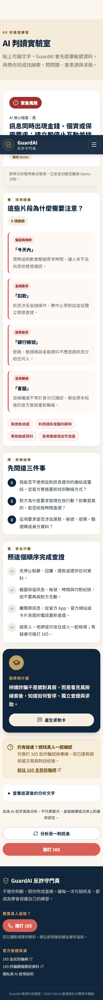 60 秒查證練習
AI 判讀實驗室
貼上可疑文字，GuardAI 會先遮罩敏感資料，
再帶你完成找線索、問問題、查來源與求助。
緊急風險
AI 信心程度：高
訊息同時出現金錢、個資或保
GuardAI
反詐守門員
離線 Demo
即時分析暫時無法使用，已安全切換至離線 Demo
分析。
看｜找到證據
這些片段為什麼需要注意？
4 項線索
催促與限時
「今天內」
限時或倒數會壓縮思考時間，讓人來不及
向其他管道確認。
金錢要求
「扣款」
訊息涉及金錢操作，應中止原對話並從獨
立管道查證。
個資要求
「銀行帳號」
密碼、驗證碼與金融資料不應透過訊息交
給任何人。
冒用權威
「客服」
自稱權威不等於身分已確認，需從原本知
道的官方管道重新聯絡。
製造急迫感
利用損失或獲利期待
索取敏感資料
冒用權威增加可信度
問｜拆解話術
先問這三件事
1 我能否不使用這則訊息提供的連結或電
話，從官方管道重新找到聯絡方式？
2 對方為什麼要求我現在就行動？如果是真
的，能否給我時間查證？
3 這項要求是否涉及匯款、帳號、密碼、驗
證碼或身分資料？
查｜安全行動
照這個順序完成查證
先停止點擊、回覆、匯款或提供任何資
料。
截圖保留訊息、帳號、時間與付款紀錄，
但不要再與對方互動。
離開原訊息，從官方 App、官方網站或
卡片背面的電話重新查證。
請家人、老師或可信任成人一起檢視；有
疑慮可撥打 165。
我學到什麼
辨識詐騙不是猜對真假，而是看見風險
線索後，知道如何暫停、獨立查證與求
助。
產生求助卡
仍有疑慮？請找真人一起確認
可撥打 165 反詐騙諮詢專線，若已匯款請
保留交易與對話紀錄。
前往 165 全民防騙網
查看遮罩後的分析文字
此為 AI 初步風險分析，不代表警方、金融機構或法律上的最
終認定。
分析另一則訊息
撥打 165
GuardAI 反詐守門員
不替你判斷，陪你完成查證。讓每一次可疑訊息，都
成為學會保護自己的練習。
需要真人協助？
撥打 165
若已匯款或提供資料，請立即保留紀錄並尋求協助。
官方查證資源
165 全民防騙網
165 詐騙闢謠開放資料
隱私與 AI 使用說明
GuardAI 教育科技原型｜2026 TAIA AI 創意設計大賽高中職組